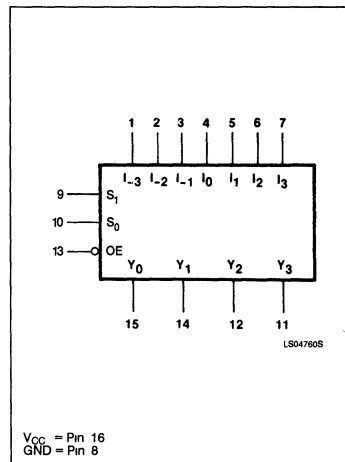 1 2 3 4 5 6 7
I–3 I–2 I–1 I0 I1 I2 I3
9 S1
10 S0
13 OE
Y0 Y1 Y2 Y3
15 14 12 11
LS04760S
VCC = Pin 16
GND = Pin 8